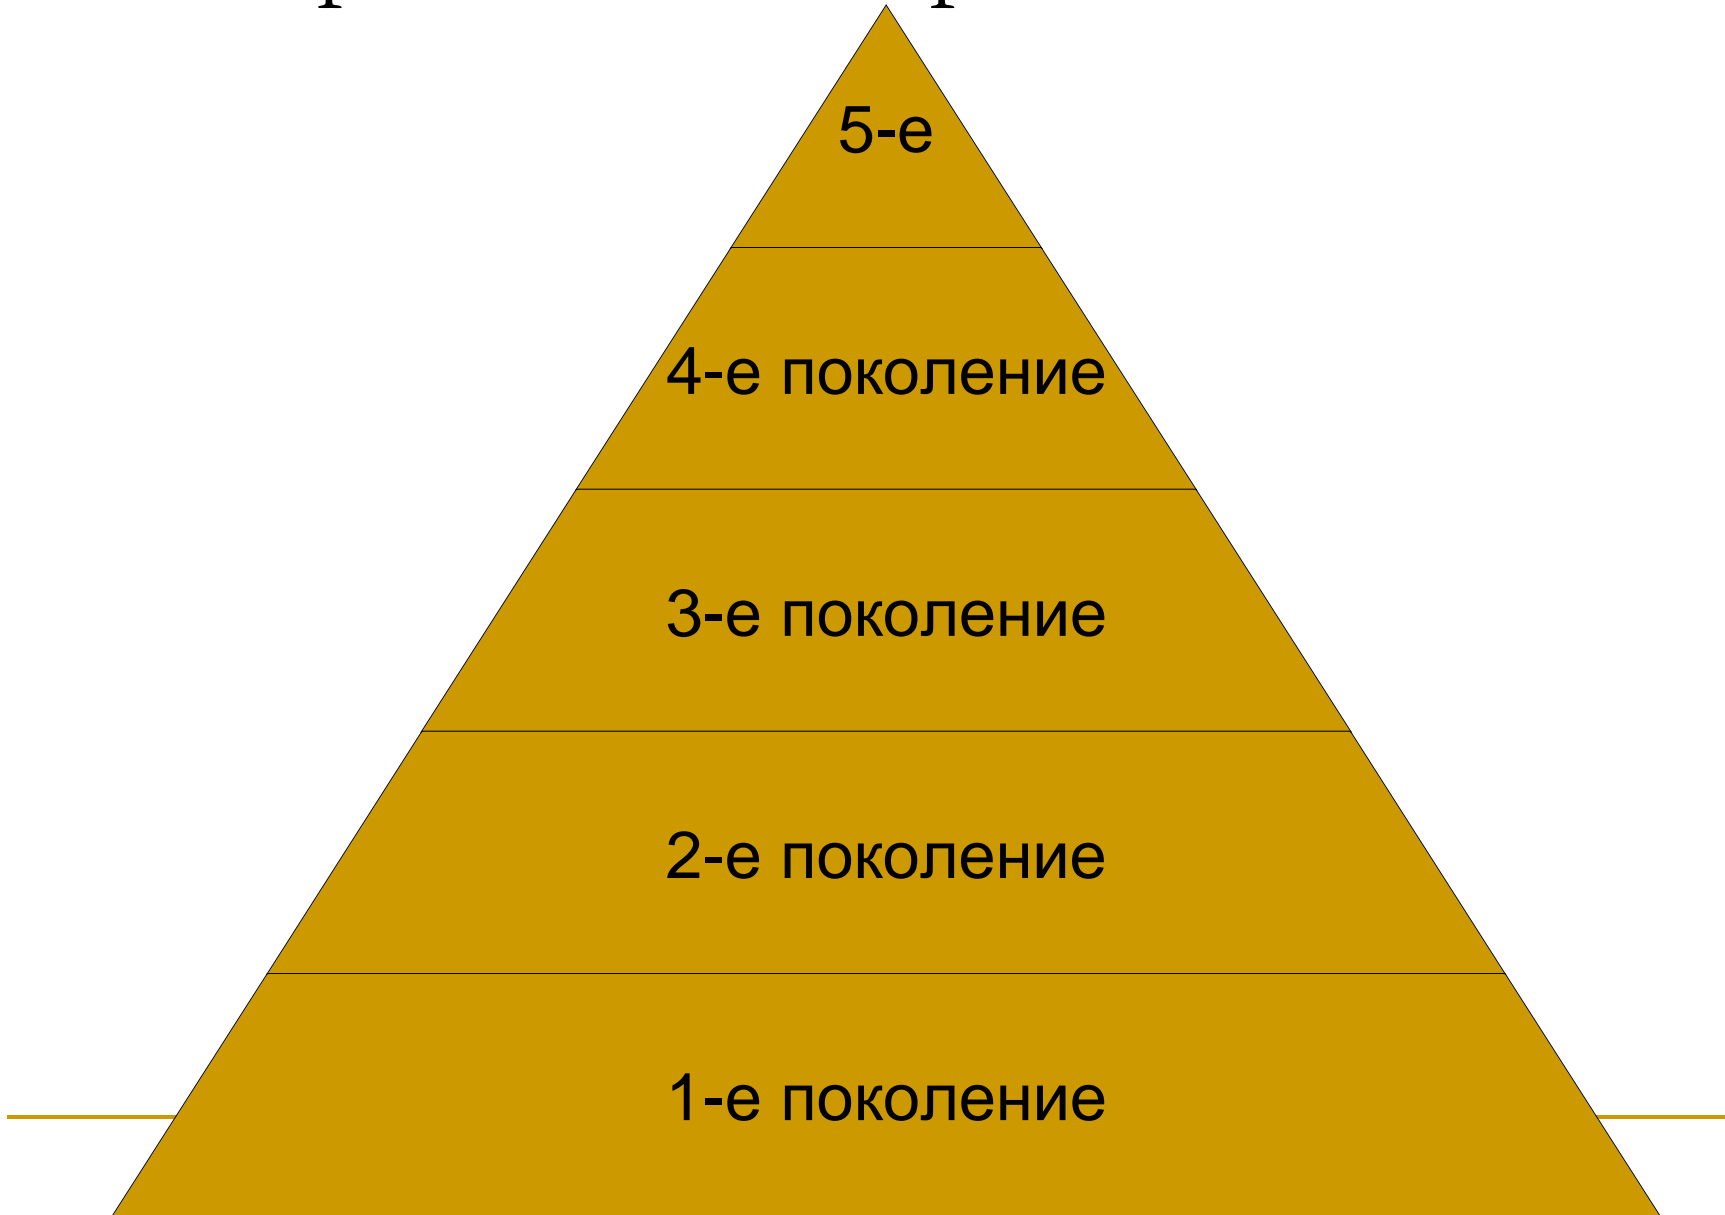 5-е
4-е поколение
3-е поколение
2-е поколение
1-е поколение